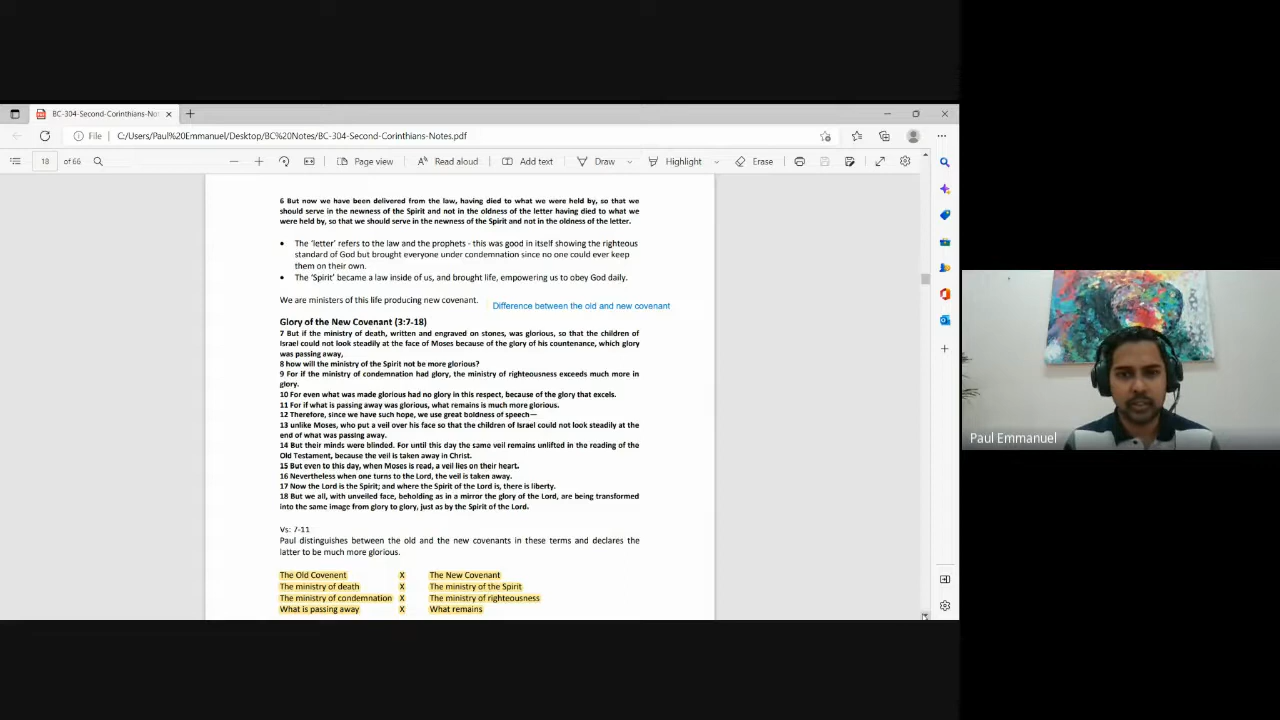 BC-304-Second-Corinthians-No
File
C:/Users/Paul%20Emmanuel/Desktop/BC%20Notes/BC-304-Second-Corinthians-Notes.pdf
18 of 66
Page view
Read aloud
Add text
Draw
Highlight
Erase
6 But now we have been delivered from the law, having died to what we were held by, so that we
should serve in the newness of the Spirit and not in the oldness of the letter having died to what we
were held by, so that we should serve in the newness of the Spirit and not in the oldness of the letter.
• The 'letter' refers to the law and the prophets - this was good in itself showing the righteous
standard of God but brought everyone under condemnation since no one could ever keep
them on their own.
• The 'Spirit' became a law inside of us, and brought life, empowering us to obey God daily.
We are ministers of this life producing new covenant.
Difference between the old and new covenant
Glory of the New Covenant (3:7-18)
7 But if the ministry of death, written and engraved on stones, was glorious, so that the children of
Israel could not look steadily at the face of Moses because of the glory of his countenance, which glory
was passing away,
8 how will the ministry of the Spirit not be more glorious?
9 For if the ministry of condemnation had glory, the ministry of righteousness exceeds much more in
glory.
10 For even what was made glorious had no glory in this respect, because of the glory that excels.
11 For if what is passing away was glorious, what remains is much more glorious.
12 Therefore, since we have such hope, we use great boldness of speech—
13 unlike Moses, who put a veil over his face so that the children of Israel could not look steadily at the
end of what was passing away.
14 But their minds were blinded. For until this day the same veil remains unlifted in the reading of the
Old Testament, because the veil is taken away in Christ.
15 But even to this day, when Moses is read, a veil lies on their heart.
16 Nevertheless when one turns to the Lord, the veil is taken away.
17 Now the Lord is the Spirit; and where the Spirit of the Lord is, there is liberty.
18 But we all, with unveiled face, beholding as in a mirror the glory of the Lord, are being transformed
into the same image from glory to glory, just as by the Spirit of the Lord.
Vs: 7-11
Paul distinguishes between the old and the new covenants in these terms and declares the
latter to be much more glorious.
The Old Covenent X The New Covenant
The ministry of death X The ministry of the Spirit
The ministry of condemnation X The ministry of righteousness
What is passing away X What remains
Paul Emmanuel